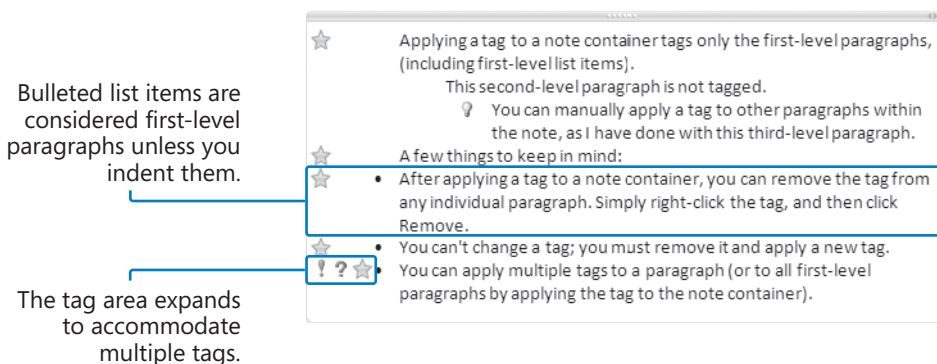 Applying a tag to a note container tags only the first-level paragraphs,
(including first-level list items).
This second-level paragraph is not tagged.
You can manually apply a tag to other paragraphs within
the note, as I have done with this third-level paragraph.
A few things to keep in mind:
• After applying a tag to a note container, you can remove the tag from
any individual paragraph. Simply right-click the tag, and then click
Remove.
• You can't change a tag; you must remove it and apply a new tag.
• You can apply multiple tags to a paragraph (or to all first-level
paragraphs by applying the tag to the note container).
Bulleted list items are
considered first-level
paragraphs unless you
indent them.
The tag area expands
to accommodate
multiple tags.